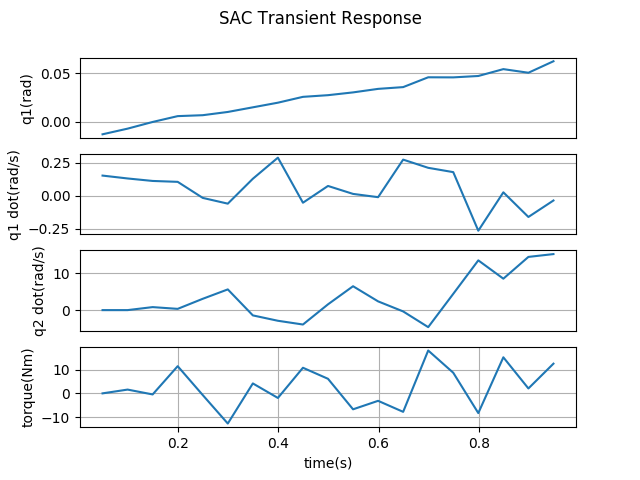 SAC Transient Response
q1(rad)
0.05
0.00
q1 dot(rad/s)
0.25
0.00
−0.25
q2 dot(rad/s)
10
0
torque(Nm)
10
0
−10
0.2 0.4 0.6 0.8
time(s)